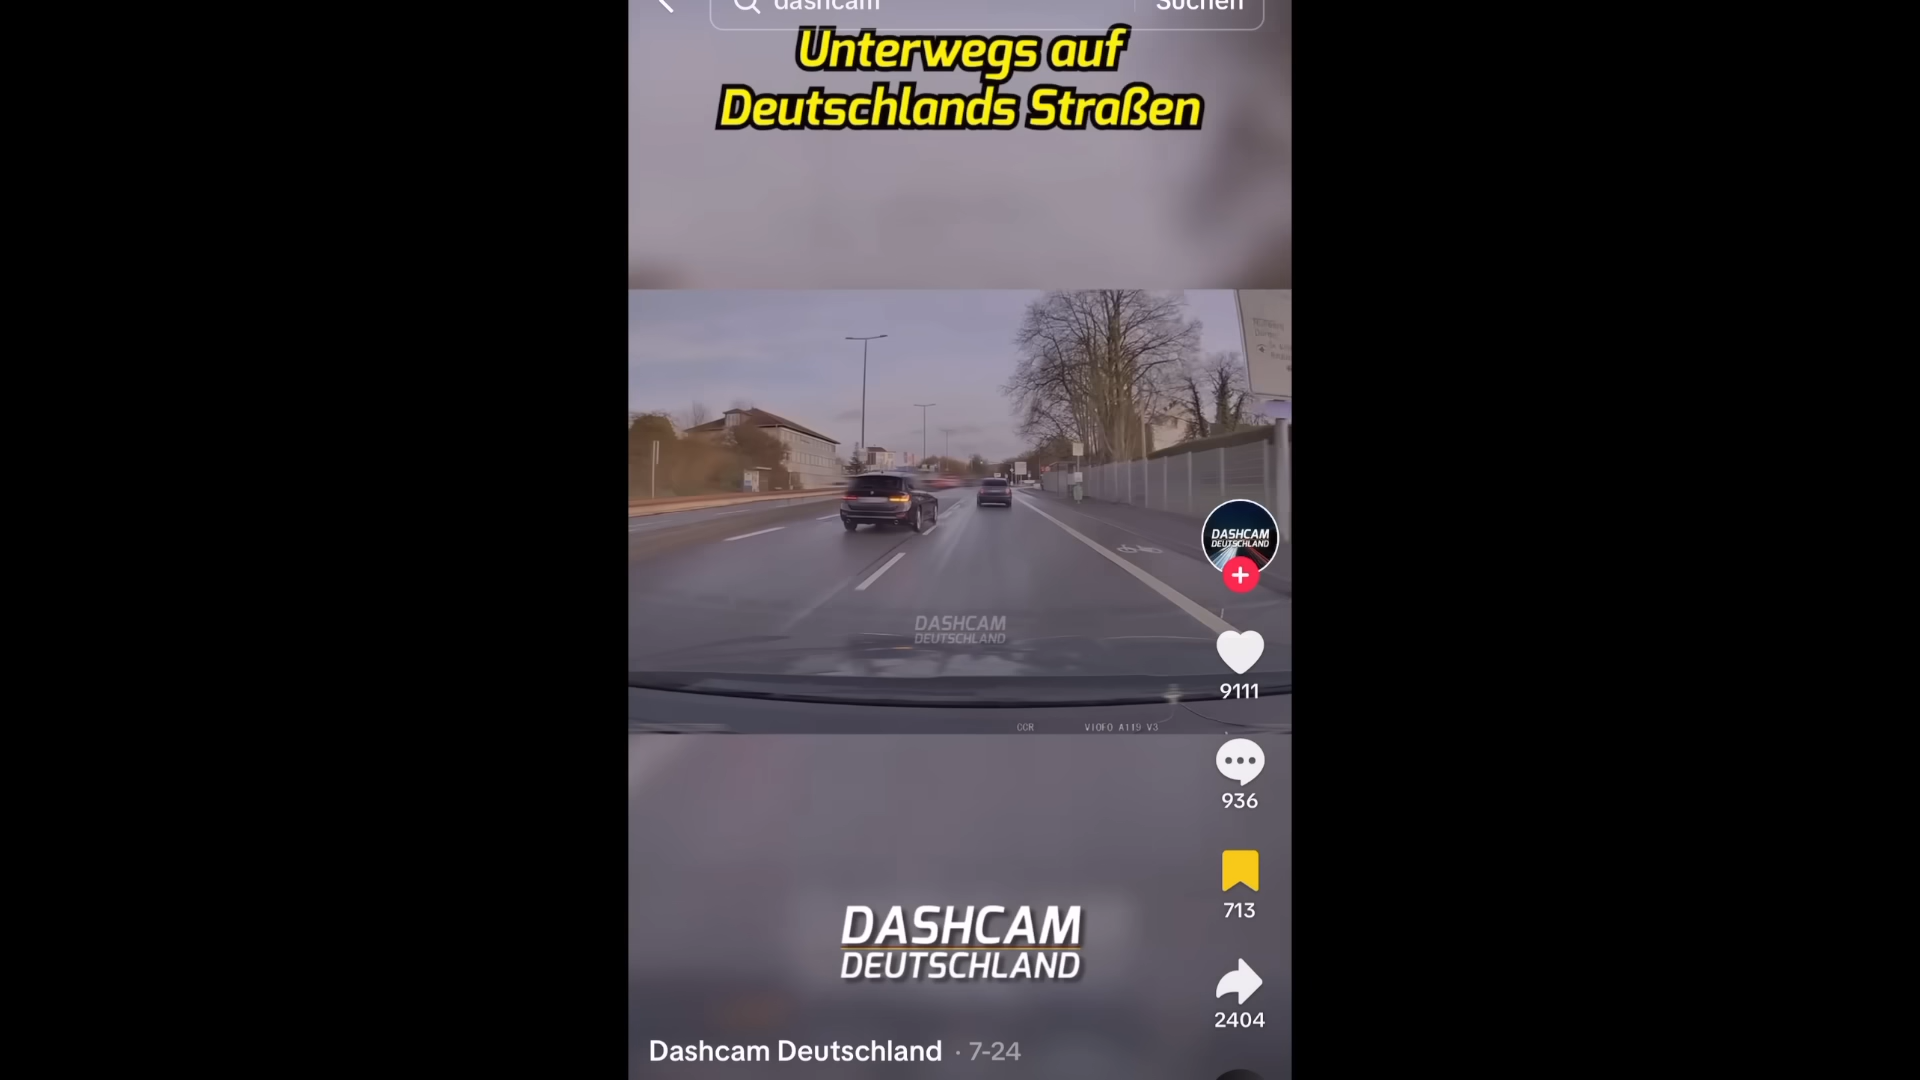 dashcam
Suchen
Unterwegs auf
Deutschlands Straßen
DASHCAM
DEUTSCHLAND
DASHCAM
DEUTSCHLAND
9111
CCR VIOFO A119 V3
936
713
DASHCAM
DEUTSCHLAND
2404
Dashcam Deutschland · 7-24